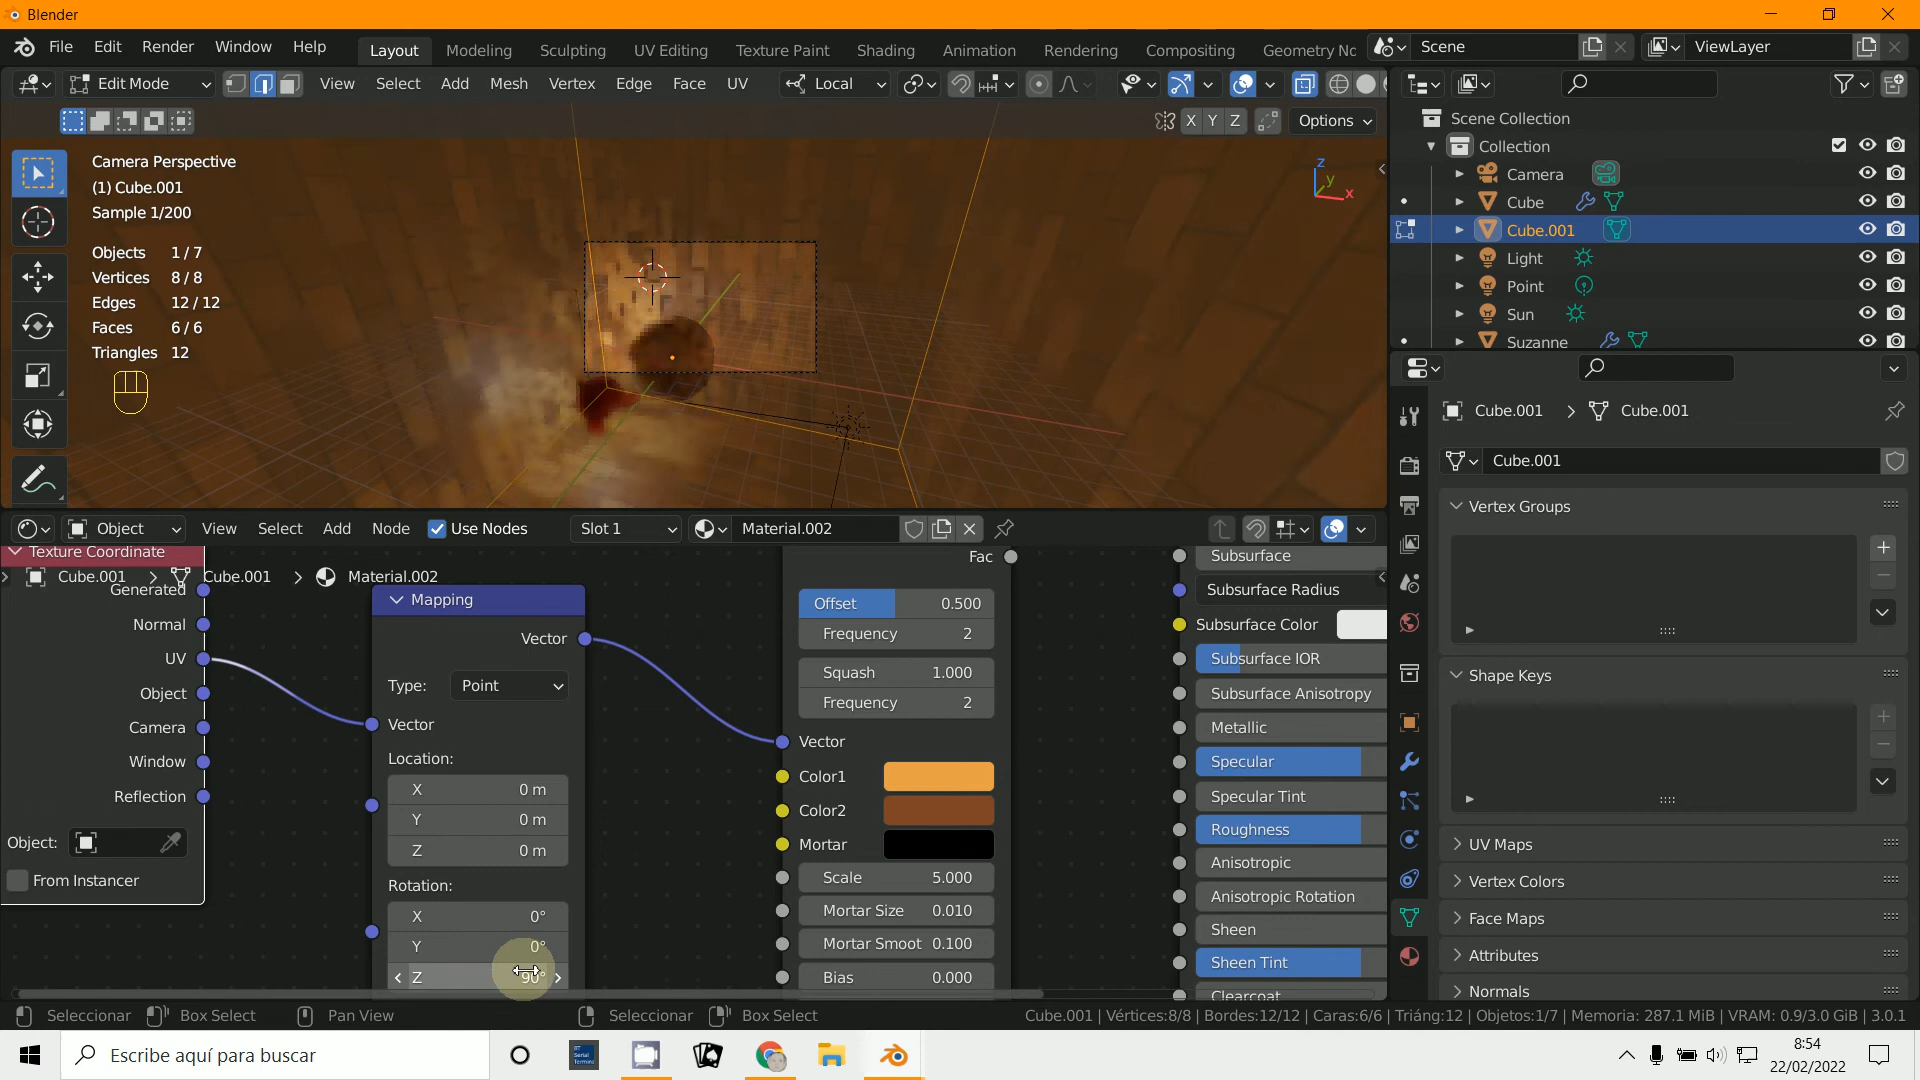 Blender
File Edit Render Window Help Layout Modeling Sculpting UV Editing Texture Paint Shading Animation Rendering Compositing Geometry Nc Scene ViewLayer
Edit Mode View Select Add Mesh Vertex Edge Face UV Local
X Y Z Options
Camera Perspective
(1) Cube.001
Sample 1/200
Objects 1 / 7
Vertices 8 / 8
Edges 12 / 12
Faces 6 / 6
Triangles 12
z
y
x
Scene Collection
Collection
Camera
Cube
Cube.001
Light
Point
Sun
Suzanne
Cube.001 > Cube.001
Cube.001
Vertex Groups
Shape Keys
UV Maps
Vertex Colors
Face Maps
Attributes
Normals
Object View Select Add Node Use Nodes Slot 1 Material.002
Texture Coordinate
Cube.001 > Cube.001 > Material.002
Generated
Normal
UV
Object
Camera
Window
Reflection
Object:
From Instancer
Mapping
Vector
Type: Point
Vector
Location:
X 0 m
Y 0 m
Z 0 m
Rotation:
X 0°
Y 0°
Z 90°
Fac
Offset 0.500
Frequency 2
Squash 1.000
Frequency 2
Vector
Color1
Color2
Mortar
Scale 5.000
Mortar Size 0.010
Mortar Smoot 0.100
Bias 0.000
Subsurface
Subsurface Radius
Subsurface Color
Subsurface IOR
Subsurface Anisotropy
Metallic
Specular
Specular Tint
Roughness
Anisotropic
Anisotropic Rotation
Sheen
Sheen Tint
Clearcoat
Seleccionar Box Select Pan View Seleccionar Box Select Cube.001 | Vértices:8/8 | Bordes:12/12 | Caras:6/6 | Triáng:12 | Objetos:1/7 | Memoria: 287.1 MiB | VRAM: 0.9/3.0 GiB | 3.0.1
Escribe aquí para buscar
8:54
22/02/2022